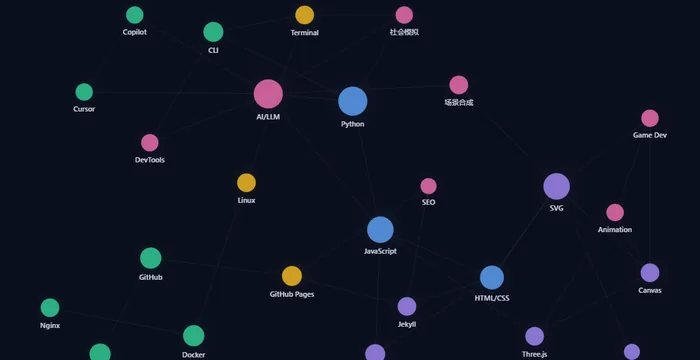 Copilot
CLI
Terminal
社会模拟
Cursor
AI/LLM
Python
场景合成
Game Dev
DevTools
Linux
SEO
SVG
Animation
JavaScript
GitHub
GitHub Pages
HTML/CSS
Canvas
Nginx
Jekyll
Docker
Three.js